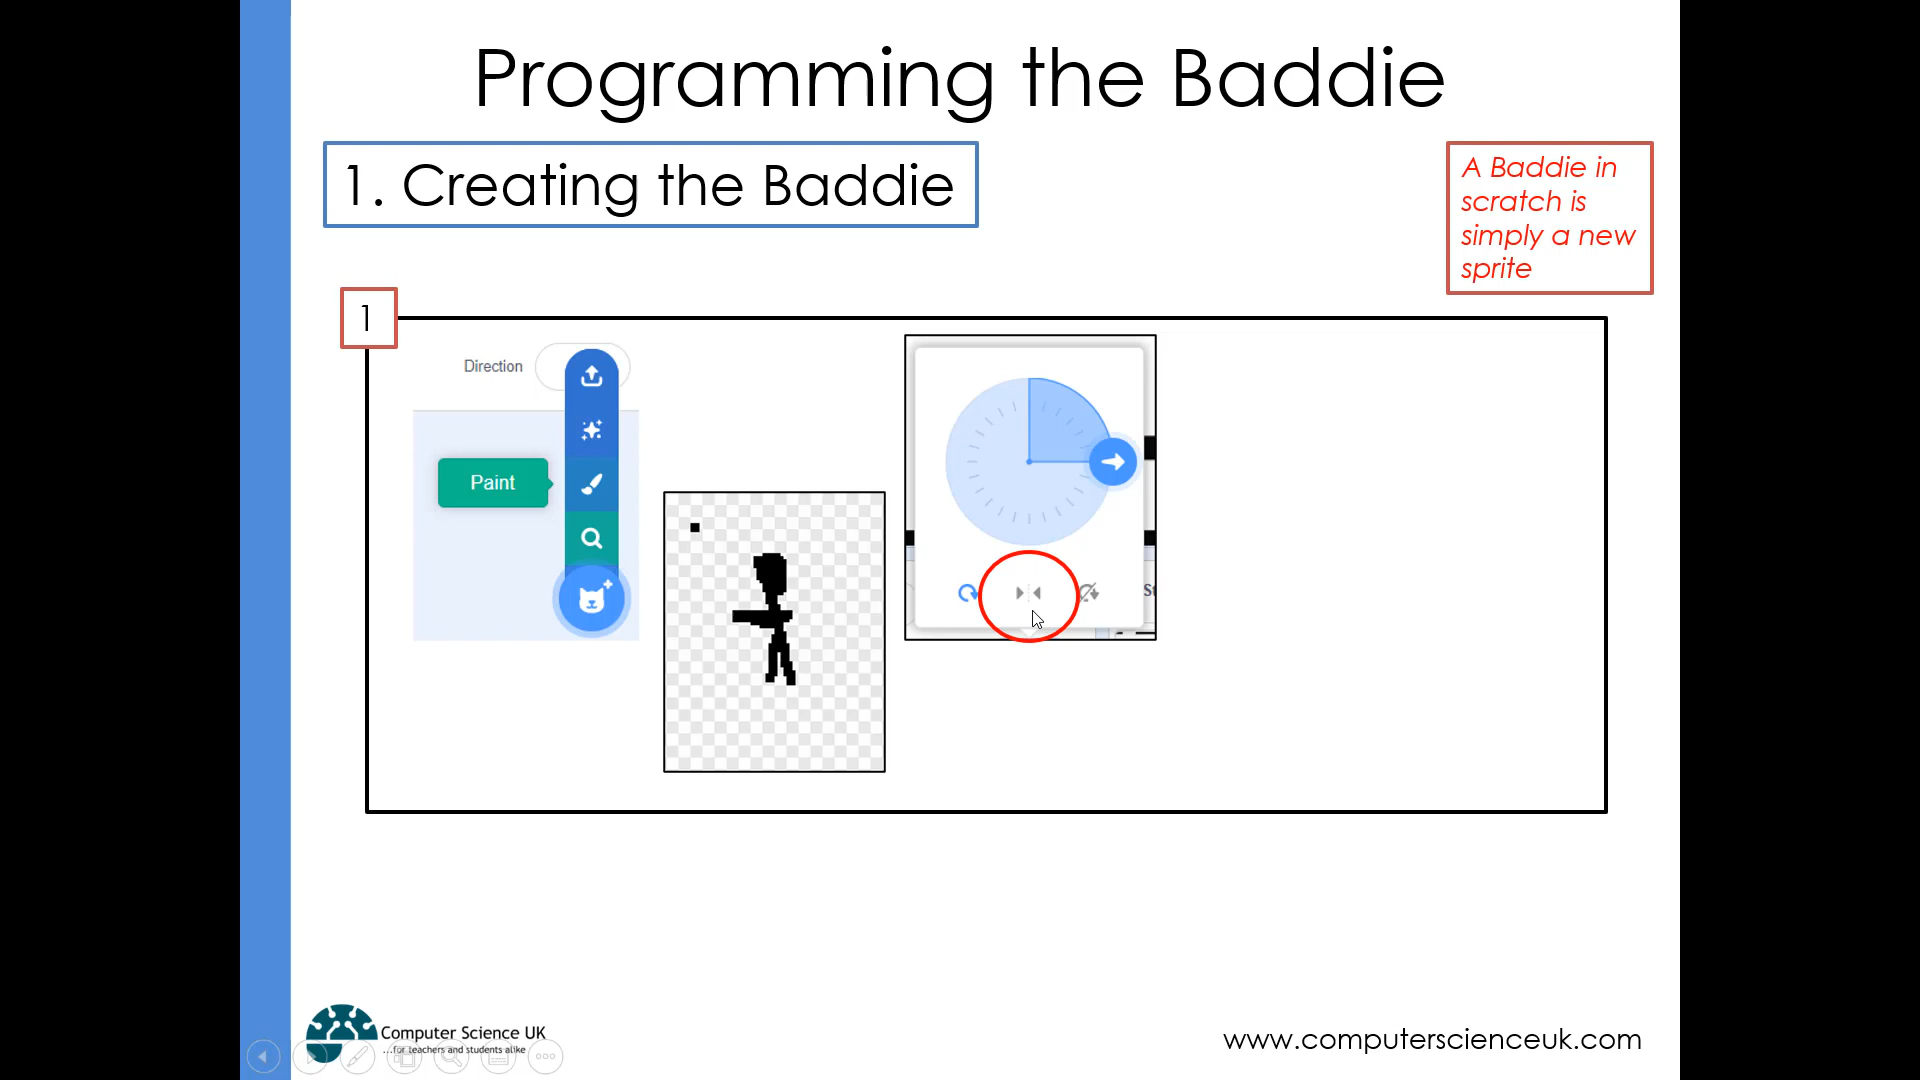 Programming the Baddie
1. Creating the Baddie
A Baddie in
scratch is
simply a new
sprite
1
Direction
Paint
Computer Science UK
...for teachers and students alike
www.computerscienceuk.com